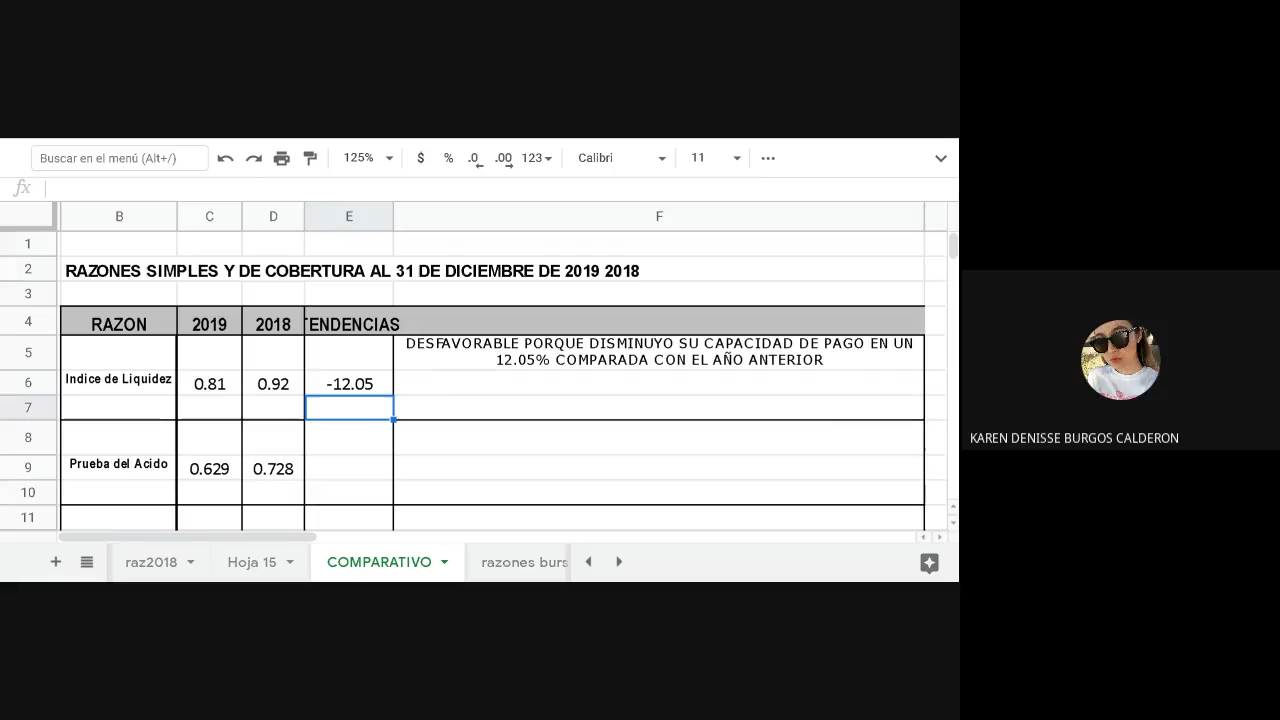 Buscar en el menú (Alt+/)
125%
$
%
.0
.00
123
Calibri
11
fx
B
C
D
E
F
1
2
RAZONES SIMPLES Y DE COBERTURA AL 31 DE DICIEMBRE DE 2019 2018
3
4
RAZON
2019
2018
TENDENCIAS
5
DESFAVORABLE PORQUE DISMINUYO SU CAPACIDAD DE PAGO EN UN
12.05% COMPARADA CON EL AÑO ANTERIOR
6
Indice de Liquidez
0.81
0.92
-12.05
7
8
9
Prueba del Acido
0.629
0.728
10
11
raz2018
Hoja 15
COMPARATIVO
razones burs
KAREN DENISSE BURGOS CALDERON